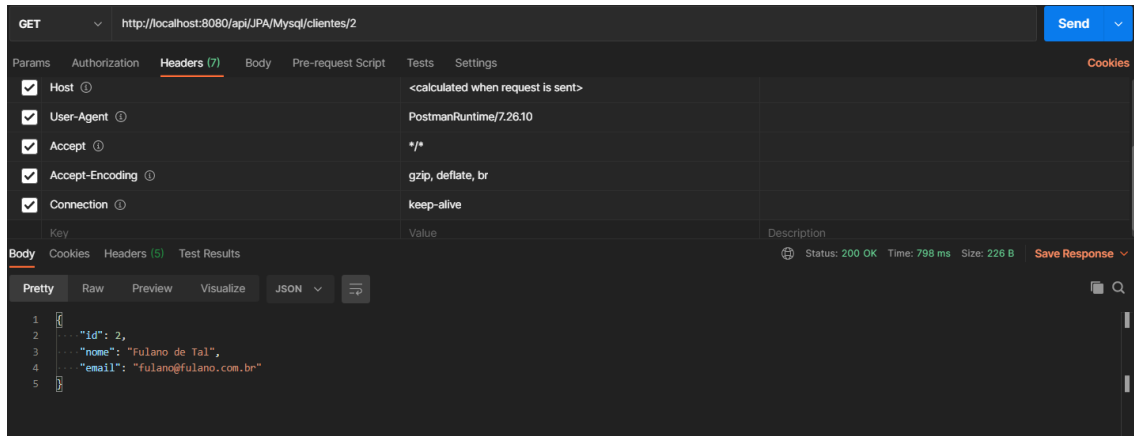 GET http://localhost:8080/api/JPA/Mysql/clientes/2 Send
Params Authorization Headers (7) Body Pre-request Script Tests Settings Cookies
Host <calculated when request is sent>
User-Agent PostmanRuntime/7.26.10
Accept */*
Accept-Encoding gzip, deflate, br
Connection keep-alive
Key Value Description
Body Cookies Headers (5) Test Results Status: 200 OK Time: 798 ms Size: 226 B Save Response
Pretty Raw Preview Visualize JSON
1 {
2 "id": 2,
3 "nome": "Fulano de Tal",
4 "email": "fulano@fulano.com.br"
5 }